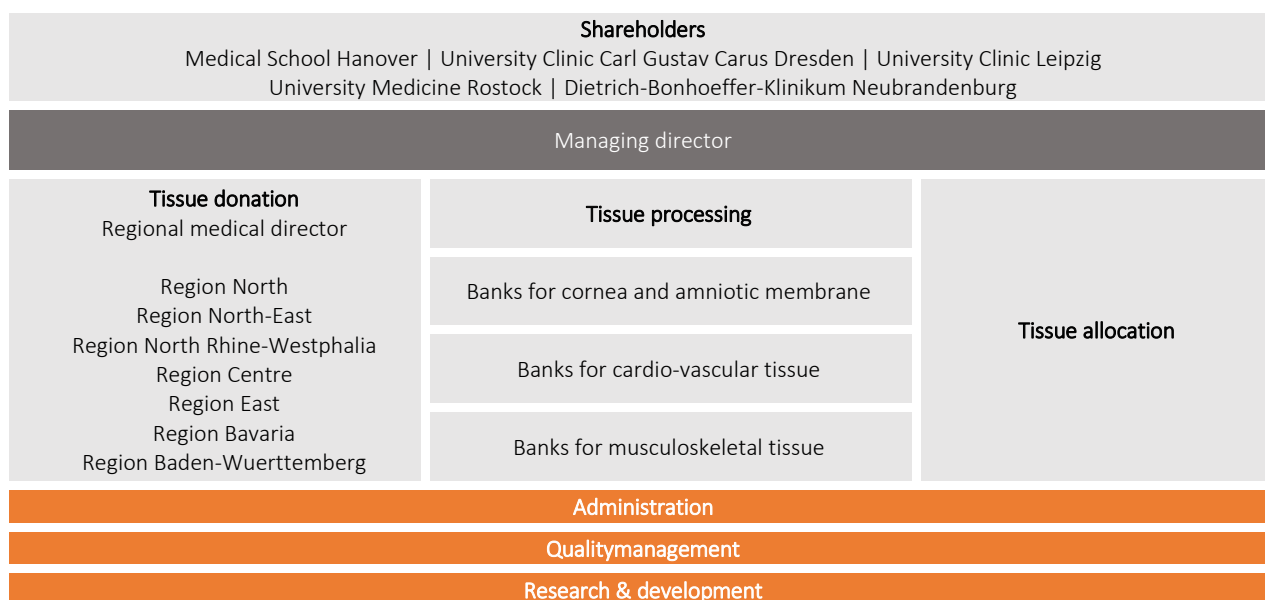 Shareholders
Medical School Hanover | University Clinic Carl Gustav Carus Dresden | University Clinic Leipzig
University Medicine Rostock | Dietrich-Bonhoeffer-Klinikum Neubrandenburg
Managing director
Tissue donation
Regional medical director
Region North
Region North-East
Region North Rhine-Westphalia
Region Centre
Region East
Region Bavaria
Region Baden-Wuerttemberg
Tissue processing
Banks for cornea and amniotic membrane
Banks for cardio-vascular tissue
Banks for musculoskeletal tissue
Tissue allocation
Administration
Qualitymanagement
Research & development